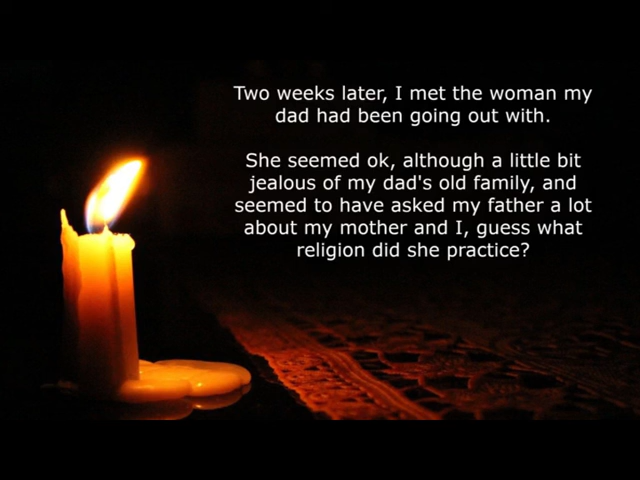 Two weeks later, I met the woman my
dad had been going out with.
She seemed ok, although a little bit
jealous of my dad's old family, and
seemed to have asked my father a lot
about my mother and I, guess what
religion did she practice?